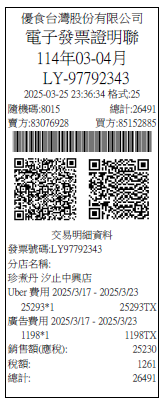 優食台灣股份有限公司
電子發票證明聯
114年03-04月
LY-97792343
2025-03-25 23:36:34 格式:25
隨機碼:8015 總計:26491
賣方:83076928 買方:85152885
交易明細資料
發票號碼:LY97792343
分店名稱:
珍煮丹 汐止中興店
Uber 費用 2025/3/17 - 2025/3/23
25293*1 25293TX
廣告費用 2025/3/17 - 2025/3/23
1198*1 1198TX
銷售額(應稅): 25230
稅額: 1261
總計: 26491